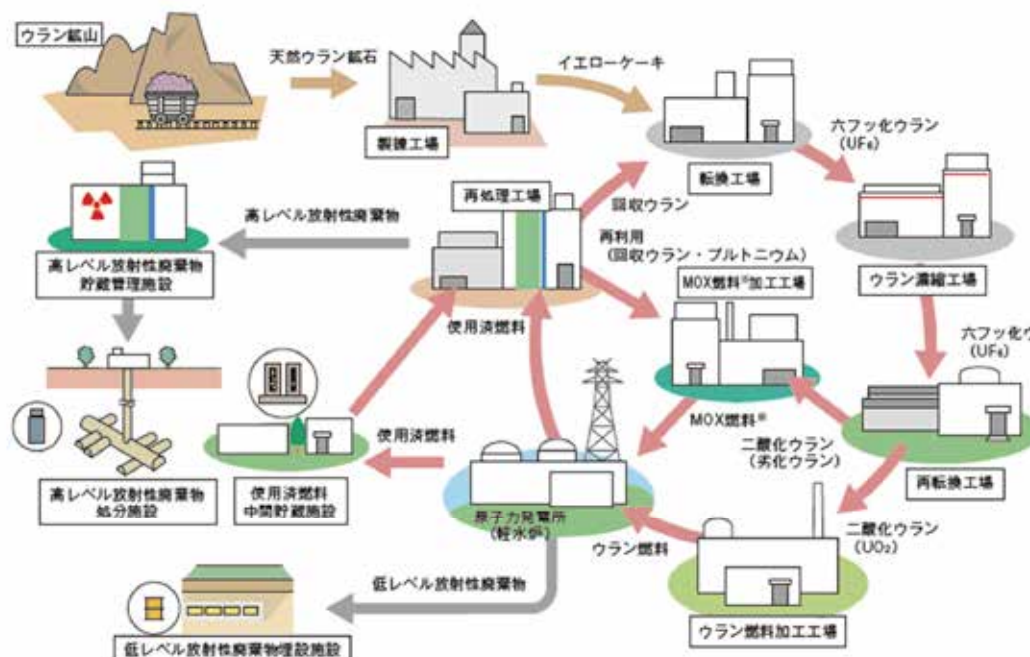 ウラン鉱山
天然ウラン鉱石
製錬工場
イエローケーキ
転換工場
六フッ化ウラン
(UF₆)
ウラン濃縮工場
六フッ化ウ
(UF₆)
再転換工場
再処理工場
回収ウラン
再利用
(回収ウラン・プルトニウム)
MOX燃料※加工工場
高レベル放射性廃棄物
高レベル放射性廃棄物
貯蔵管理施設
使用済燃料
MOX燃料※
二酸化ウラン
(劣化ウラン)
二酸化ウラン
(UO₂)
高レベル放射性廃棄物
処分施設
使用済燃料
中間貯蔵施設
使用済燃料
原子力発電所
(軽水炉)
ウラン燃料
ウラン燃料加工工場
低レベル放射性廃棄物
低レベル放射性廃棄物埋設施設